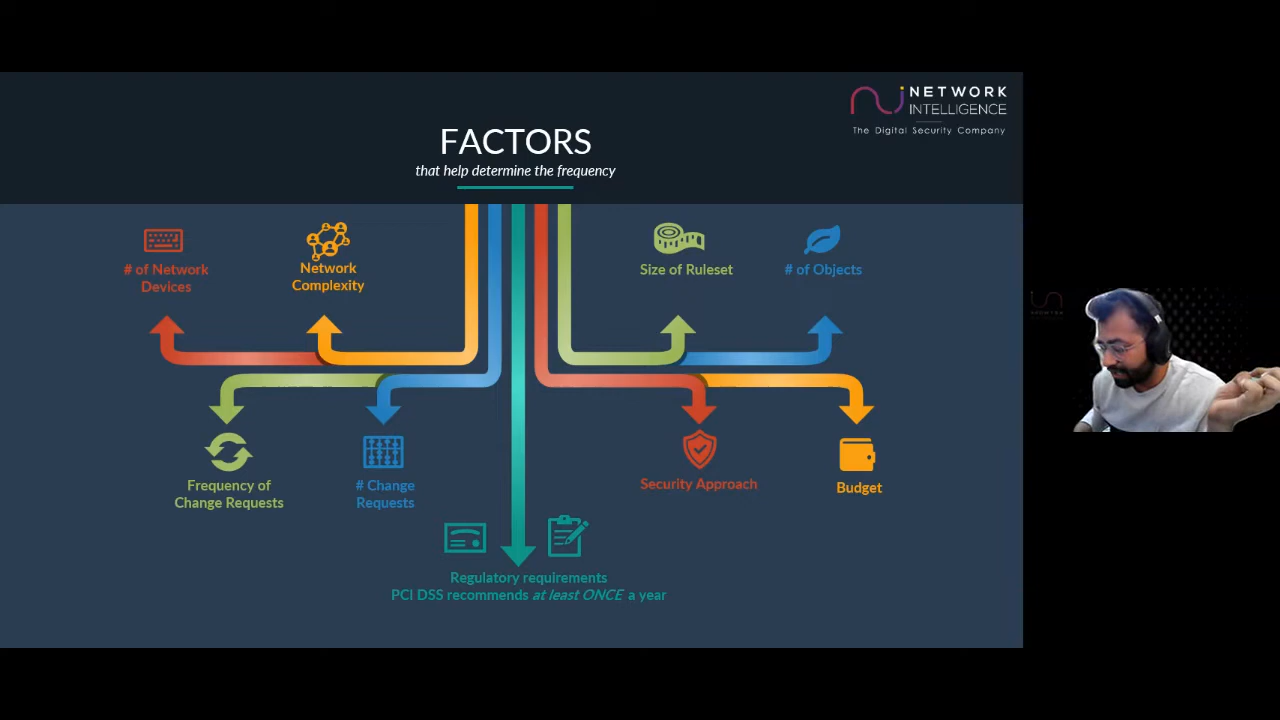 NETWORK
INTELLIGENCE
The Digital Security Company
FACTORS
that help determine the frequency
# of Network
Devices
Network
Complexity
Size of Ruleset
# of Objects
Frequency of
Change Requests
# Change
Requests
Security Approach
Budget
Regulatory requirements
PCI DSS recommends at least ONCE a year